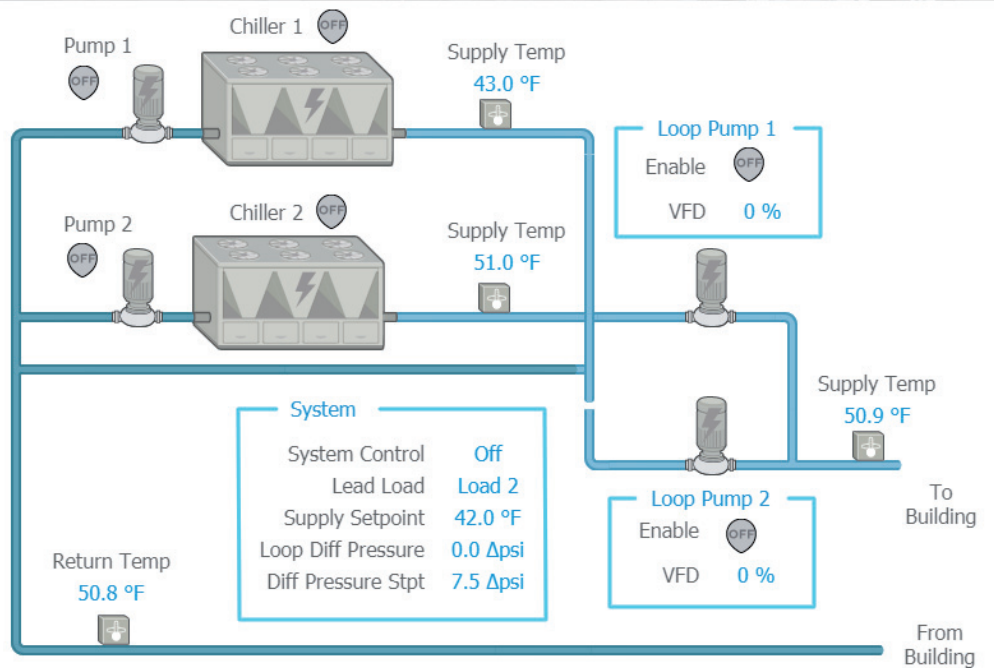 Chiller 1 OFF
Pump 1
OFF
Supply Temp
43.0 °F
Loop Pump 1
Enable OFF
VFD 0 %
Chiller 2 OFF
Pump 2
OFF
Supply Temp
51.0 °F
Supply Temp
50.9 °F
System
System Control Off
Lead Load Load 2
Supply Setpoint 42.0 °F
Loop Diff Pressure 0.0 Δpsi
Diff Pressure Stpt 7.5 Δpsi
Loop Pump 2
Enable OFF
VFD 0 %
To
Building
Return Temp
50.8 °F
From
Building